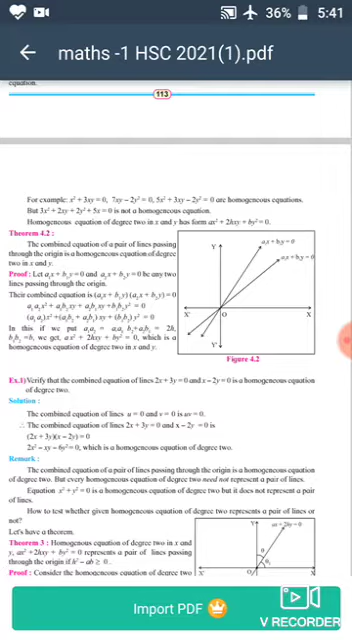 36% 5:41
maths -1 HSC 2021(1).pdf
equation.
113
For example: x² + 3xy = 0, 7xy – 2y² = 0, 5x² + 3xy – 2y² = 0 are homogeneous equations.
But 3x² + 2xy + 2y² + 5x = 0 is not a homogeneous equation.
Homogeneous equation of degree two in x and y has form ax² + 2hxy + by² = 0.
Theorem 4.2 :
The combined equation of a pair of lines passing
through the origin is a homogeneous equation of degree
two in x and y.
Proof : Let a₁x + b₁y = 0 and a₂x + b₂y = 0 be any two
lines passing through the origin.
Their combined equation is (a₁x + b₁y) (a₂x + b₂y) = 0
a₁a₂x² + a₁b₂xy + a₂b₁xy + b₁b₂y² = 0
(a₁a₂)x² + (a₁b₂ + a₂b₁)xy + (b₁b₂)y² = 0
In this if we put a₁a₂ = a, a₁b₂ + a₂b₁ = 2h,
b₁b₂ = b, we get, ax² + 2hxy + by² = 0, which is a
homogeneous equation of degree two in x and y.
Y
X' O X
Y'
Figure 4.2
Ex.1) Verify that the combined equation of lines 2x + 3y = 0 and x – 2y = 0 is a homogeneous equation
of degree two.
Solution :
The combined equation of lines u = 0 and v = 0 is uv = 0.
∴ The combined equation of lines 2x + 3y = 0 and x – 2y = 0 is
(2x + 3y)(x – 2y) = 0
2x² – xy – 6y² = 0, which is a homogeneous equation of degree two.
Remark :
The combined equation of a pair of lines passing through the origin is a homogeneous equation
of degree two. But every homogeneous equation of degree two need not represent a pair of lines.
Equation x² + y² = 0 is a homogeneous equation of degree two but it does not represent a pair
of lines.
How to test whether given homogeneous equation of degree two represents a pair of lines or
not?
Let's have a theorem.
Theorem 3 : Homogeneous equation of degree two in x and
y, ax² + 2hxy + by² = 0 represents a pair of lines passing
through the origin if h² – ab ≥ 0 .
Proof : Consider the homogeneous equation of degree two
Y
X' O X
Import PDF
V RECORDER